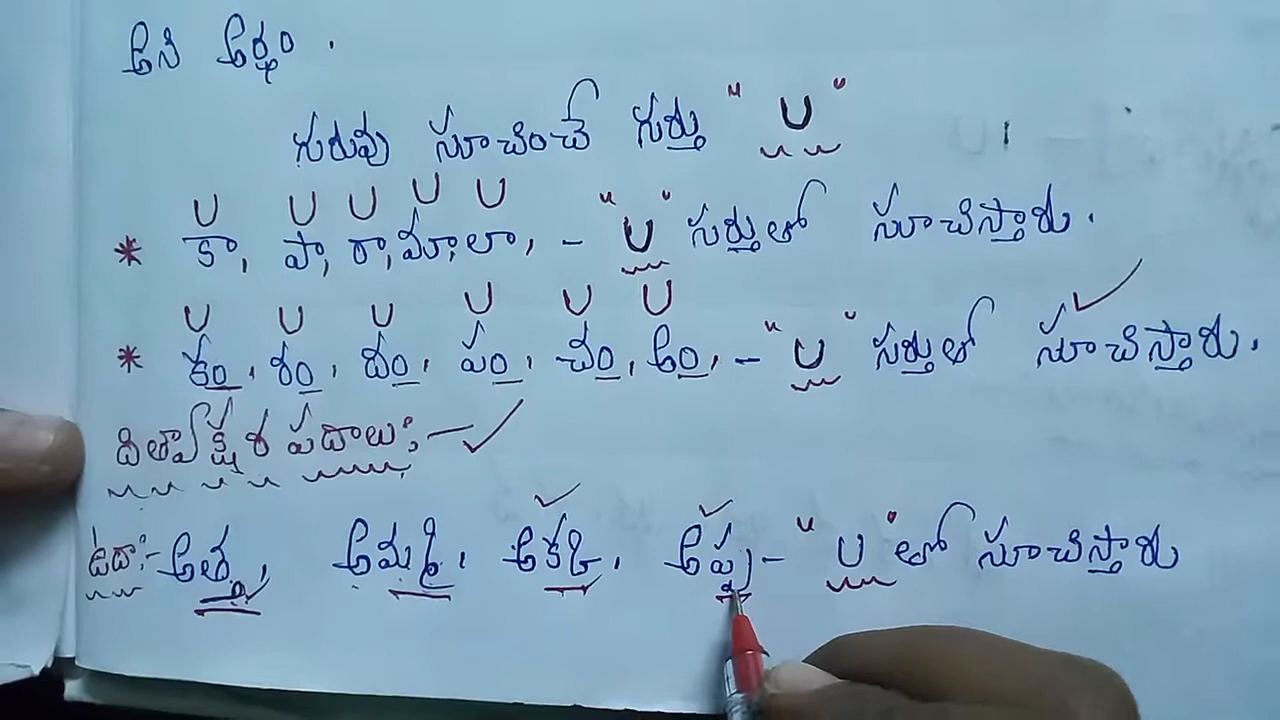 అని అర్థం.
గురువు సూచించే గుర్తు " U "
U U U U U
* కా, పా, రా, మా, లా, - " U " గుర్తుతో సూచిస్తారు.
U U U U U U
* కం, రం, దం, పం, చం, అం, - " U " గుర్తుతో సూచిస్తారు.
ద్విత్వాక్షర పదాలు :-
ఉదా :- అత్త, అమ్మ, అక్క, అప్పు - " U " తో సూచిస్తారు